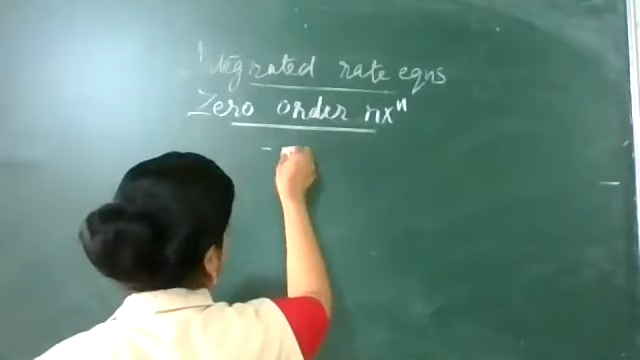 Integrated rate eqns
Zero order rxⁿ
-